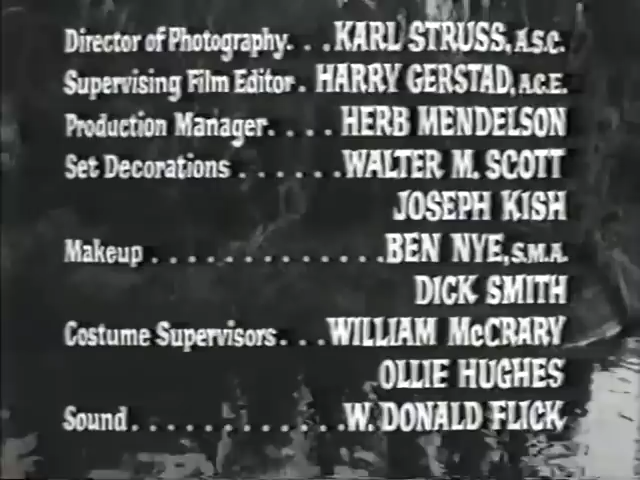 Director of Photography. . .KARL STRUSS, A.S.C.
Supervising Film Editor. HARRY GERSTAD, A.C.E.
Production Manager. . . . HERB MENDELSON
Set Decorations . . . . . .WALTER M. SCOTT
JOSEPH KISH
Makeup . . . . . . . . . . . . .BEN NYE, S.M.A.
DICK SMITH
Costume Supervisors. . .WILLIAM McCRARY
OLLIE HUGHES
Sound. . . . . . . . . . . . .W. DONALD FLICK